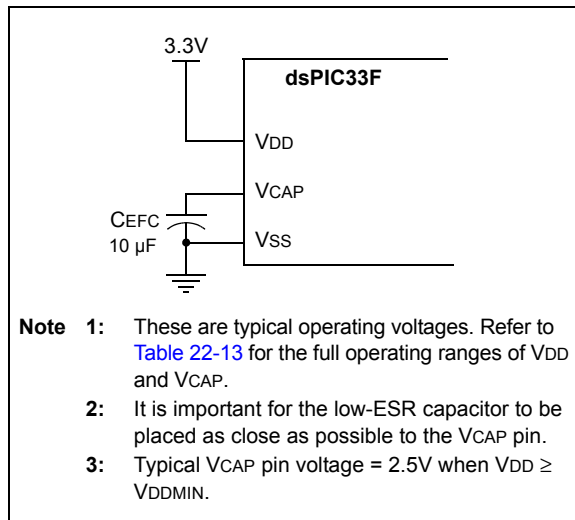 3.3V
dsPIC33F
VDD
VCAP
CEFC
10 µF
VSS
Note 1: These are typical operating voltages. Refer to
Table 22-13 for the full operating ranges of VDD
and VCAP.
2: It is important for the low-ESR capacitor to be
placed as close as possible to the VCAP pin.
3: Typical VCAP pin voltage = 2.5V when VDD ≥
VDDMIN.